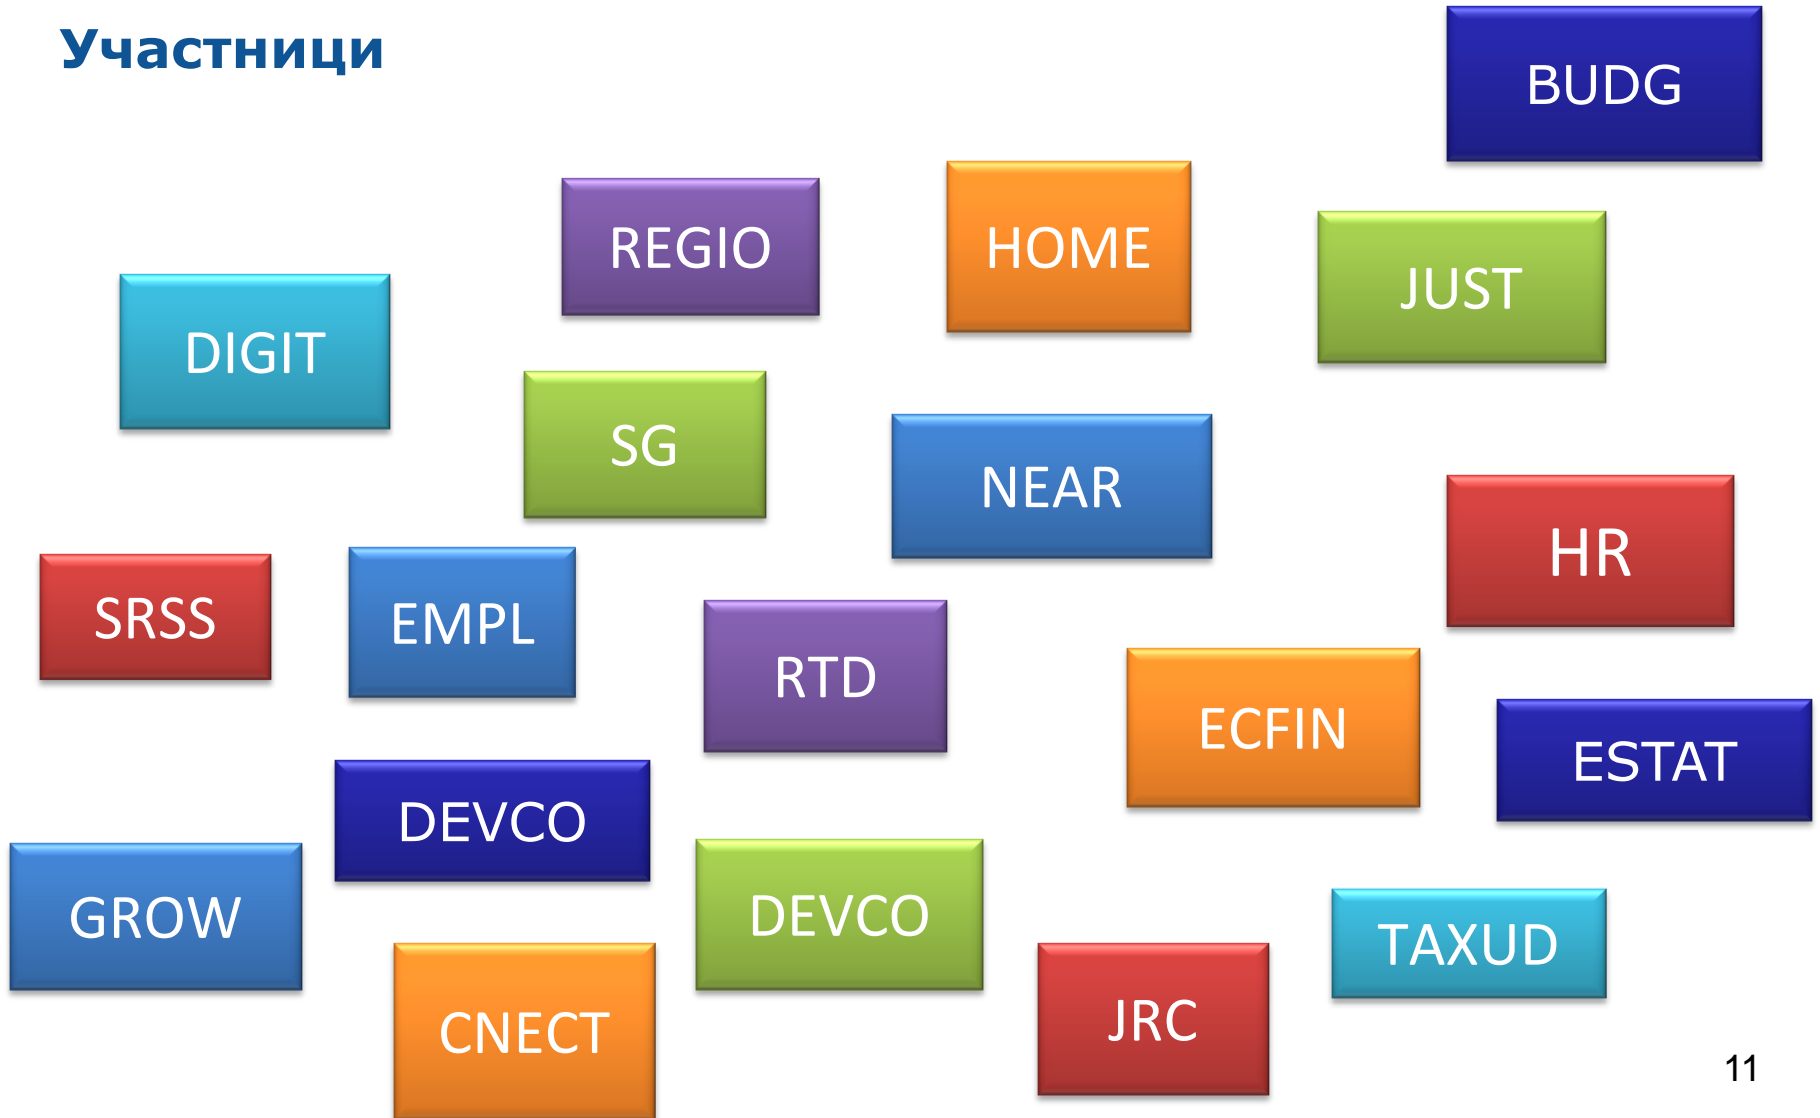 Участници
BUDG
REGIO
HOME
JUST
DIGIT
SG
NEAR
HR
SRSS
EMPL
RTD
ECFIN
ESTAT
DEVCO
GROW
DEVCO
TAXUD
CNECT
JRC
11